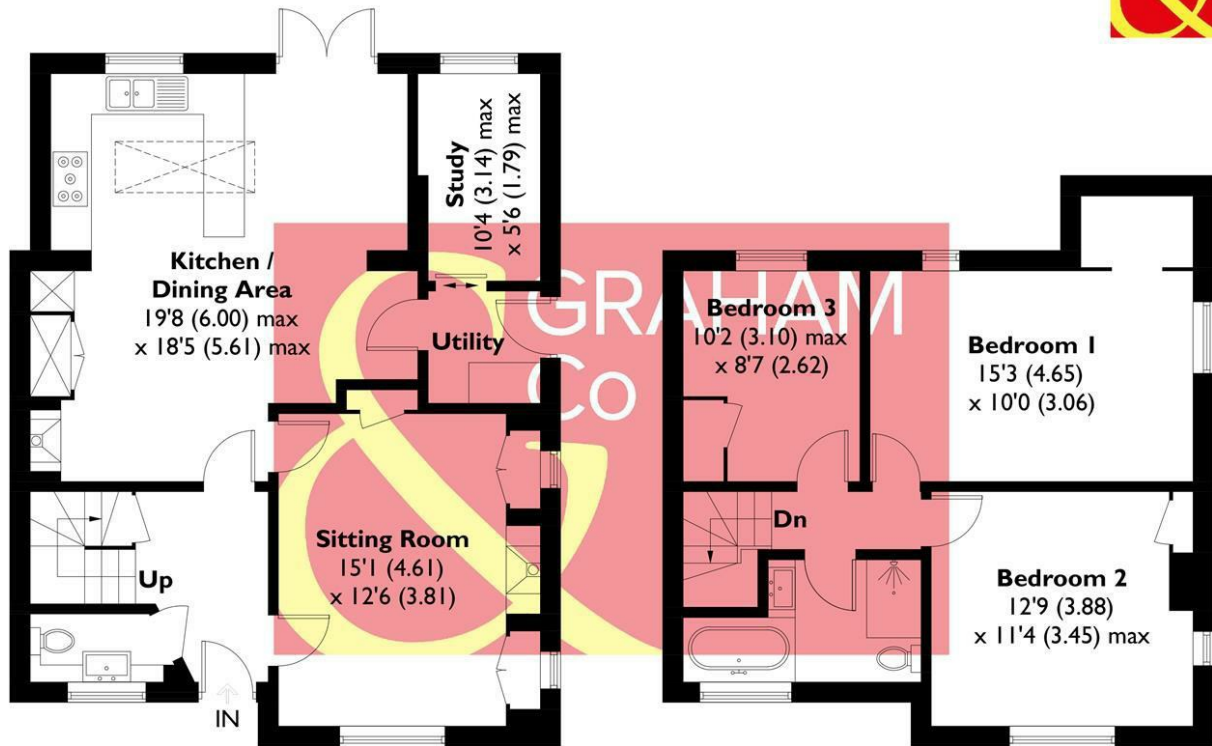 Kitchen /
Dining Area
19'8 (6.00) max
x 18'5 (5.61) max
Study
10'4 (3.14) max
x 5'6 (1.79) max
Utility
Sitting Room
15'1 (4.61)
x 12'6 (3.81)
Up
IN
GRAHAM
Co
Bedroom 3
10'2 (3.10) max
x 8'7 (2.62)
Bedroom 1
15'3 (4.65)
x 10'0 (3.06)
Dn
Bedroom 2
12'9 (3.88)
x 11'4 (3.45) max
&
&